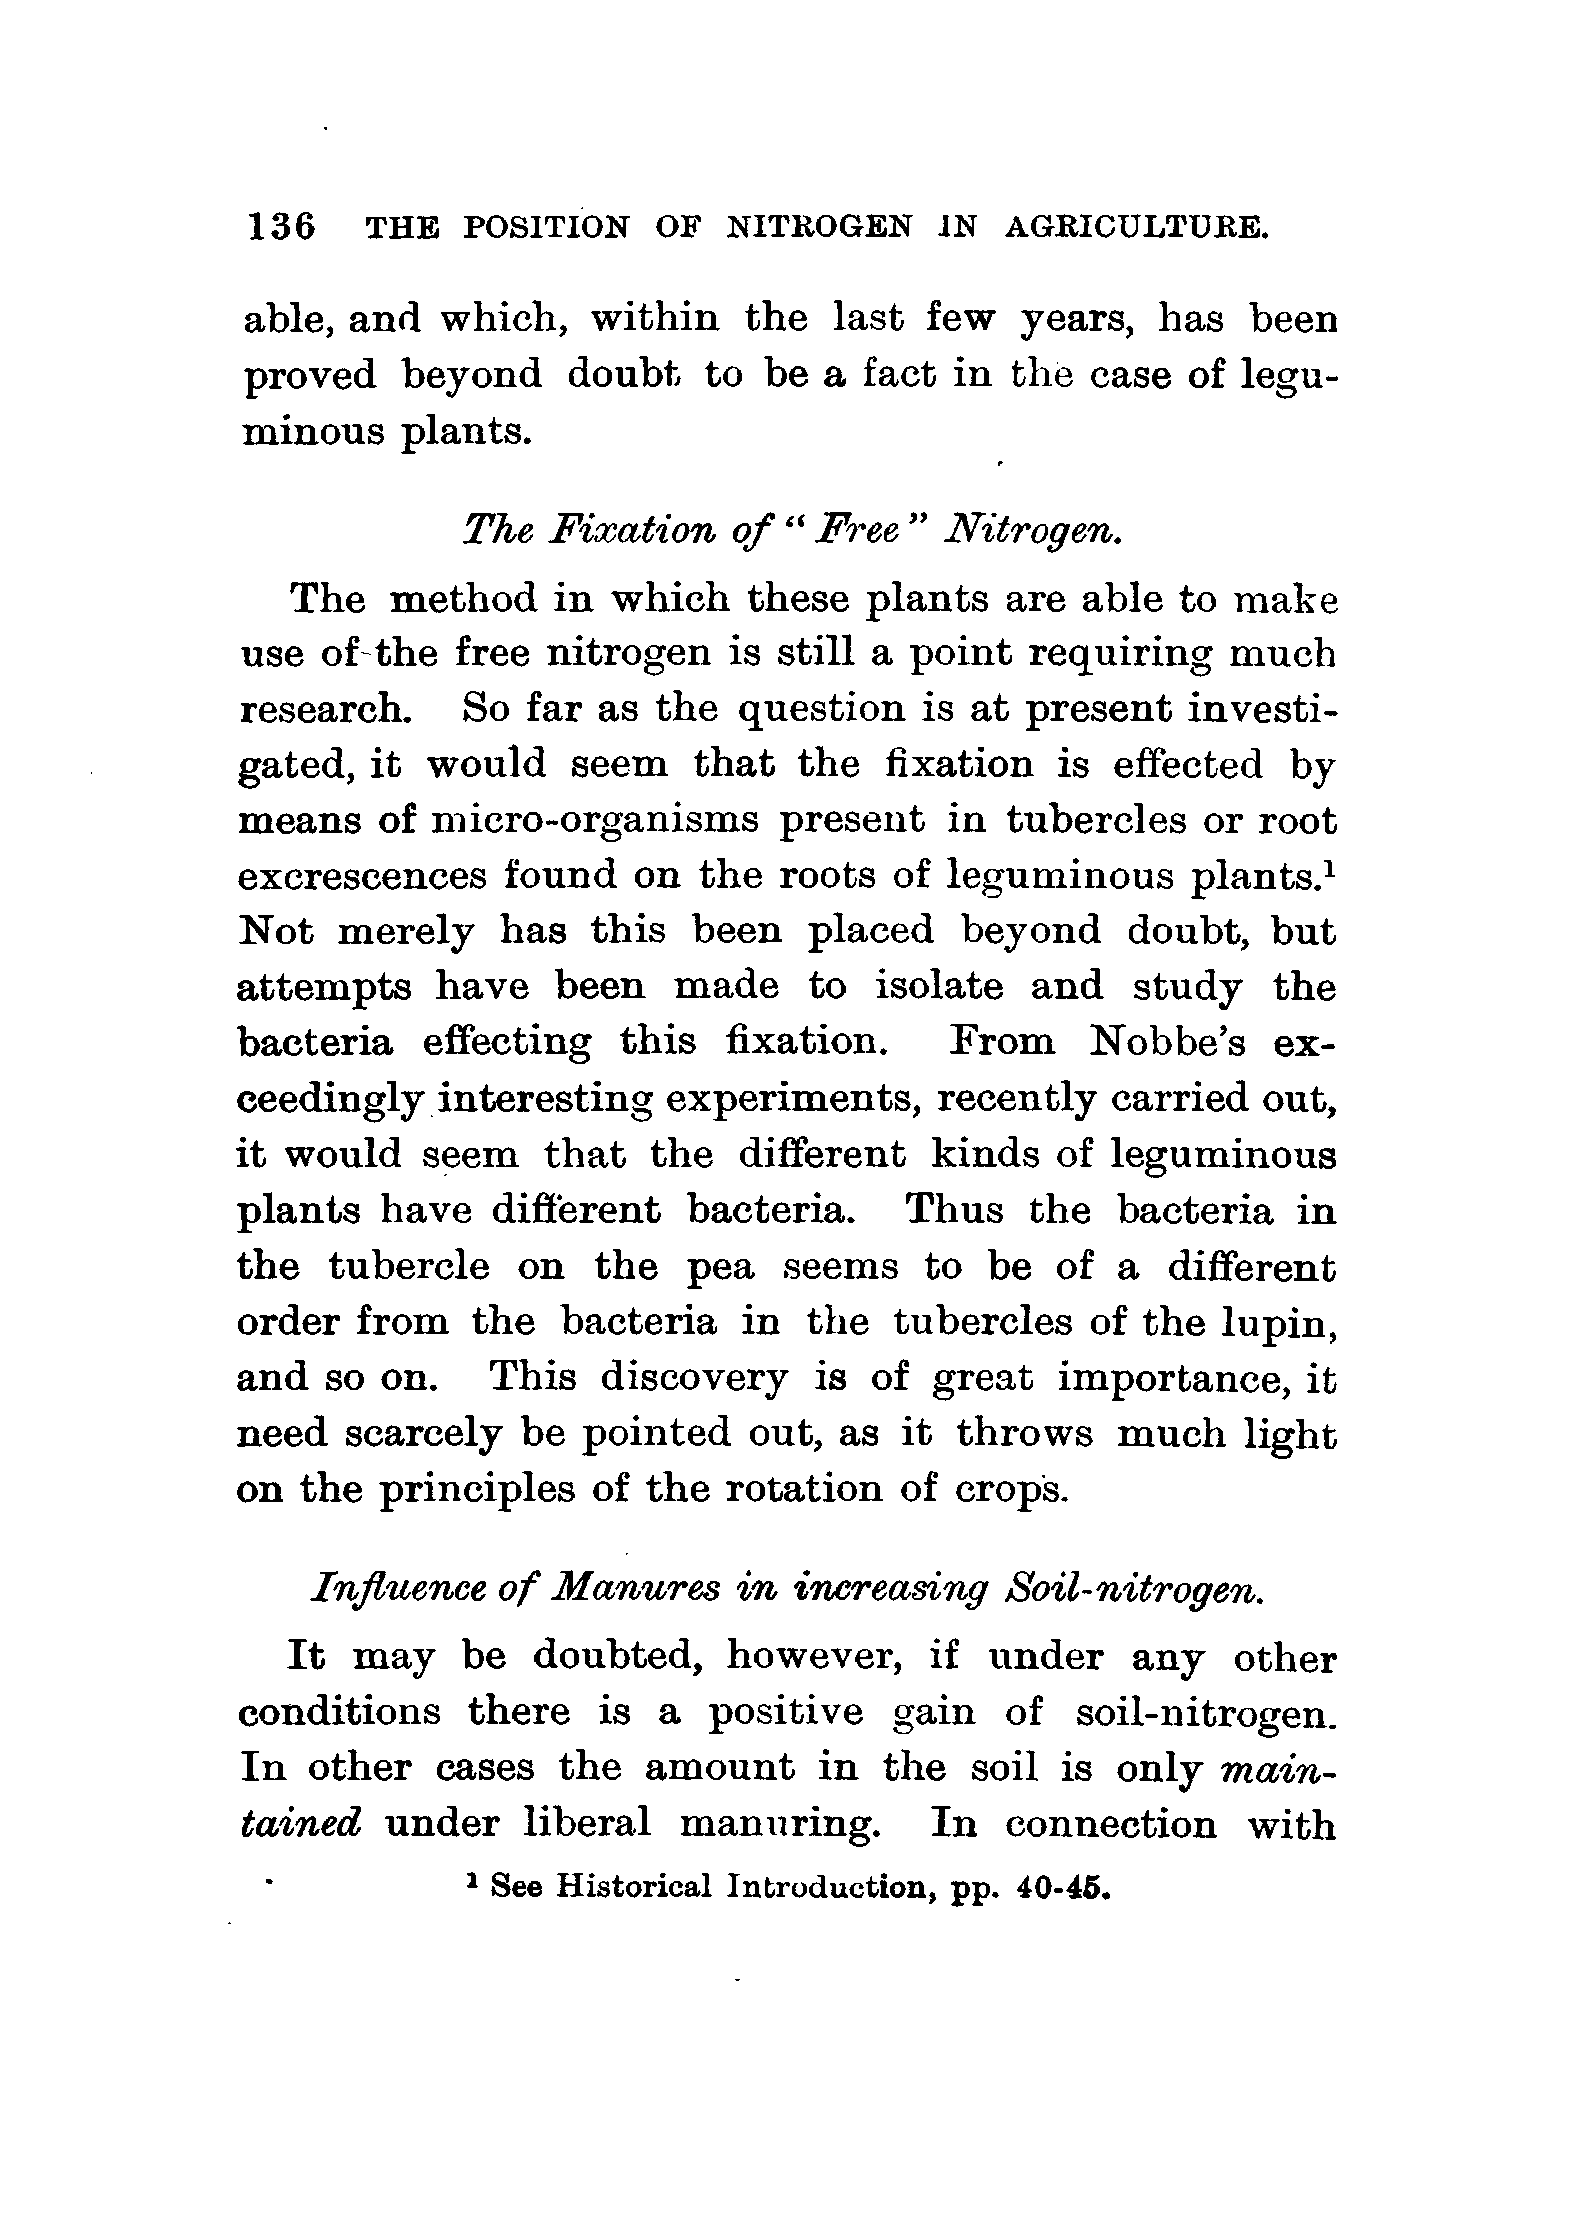 136 THE POSITION OF NITROGEN IN AGRICULTURE.
able, and which, within the last few years, has been
proved beyond doubt to be a fact in the case of legu-
minous plants.
The Fixation of “Free” Nitrogen.
The method in which these plants are able to make
use of the free nitrogen is still a point requiring much
research. So far as the question is at present investi-
gated, it would seem that the fixation is effected by
means of micro-organisms present in tubercles or root
excrescences found on the roots of leguminous plants.¹
Not merely has this been placed beyond doubt, but
attempts have been made to isolate and study the
bacteria effecting this fixation. From Nobbe’s ex-
ceedingly interesting experiments, recently carried out,
it would seem that the different kinds of leguminous
plants have different bacteria. Thus the bacteria in
the tubercle on the pea seems to be of a different
order from the bacteria in the tubercles of the lupin,
and so on. This discovery is of great importance, it
need scarcely be pointed out, as it throws much light
on the principles of the rotation of crops.
Influence of Manures in increasing Soil-nitrogen.
It may be doubted, however, if under any other
conditions there is a positive gain of soil-nitrogen.
In other cases the amount in the soil is only main-
tained under liberal manuring. In connection with
¹ See Historical Introduction, pp. 40-45.